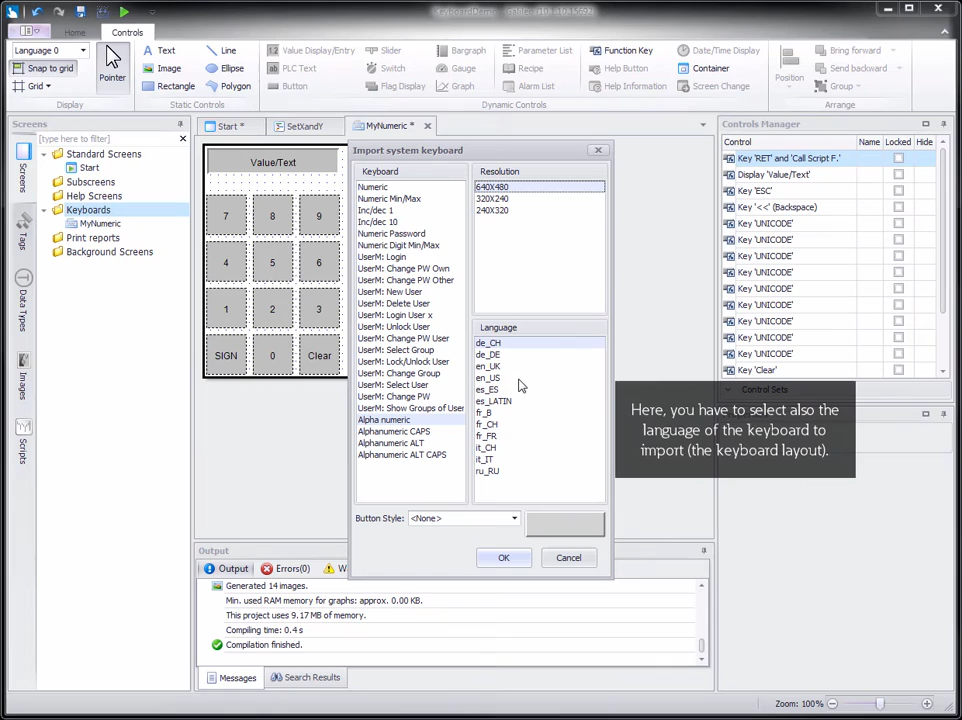 KeyboardDemo - Galileo (10.1.10.15692)
Home
Controls
Language 0
Snap to grid
Grid
Display
Pointer
Text
Image
Rectangle
Line
Ellipse
Polygon
Static Controls
Value Display/Entry
PLC Text
Button
Slider
Switch
Flag Display
Bargraph
Gauge
Graph
Parameter List
Recipe
Alarm List
Function Key
Help Button
Help Information
Date/Time Display
Container
Screen Change
Dynamic Controls
Position
Bring forward
Send backward
Group
Arrange
Screens
[type here to filter]
Standard Screens
Start
Subscreens
Help Screens
Keyboards
MyNumeric
Print reports
Background Screens
Screens
Tags
Data Types
Images
Scripts
Start *
SetXandY
MyNumeric *
Value/Text
7
8
9
4
5
6
1
2
3
SIGN
0
Clear
Import system keyboard
Keyboard
Numeric
Numeric Min/Max
Inc/dec 1
Inc/dec 10
Numeric Password
Numeric Digit Min/Max
UserM: Login
UserM: Change PW Own
UserM: Change PW Other
UserM: New User
UserM: Delete User
UserM: Login User x
UserM: Unlock User
UserM: Change PW User
UserM: Select Group
UserM: Lock/Unlock User
UserM: Change Group
UserM: Select User
UserM: Change PW
UserM: Show Groups of User
Alpha numeric
Alphanumeric CAPS
Alphanumeric ALT
Alphanumeric ALT CAPS
Resolution
640X480
320X240
240X320
Language
de_CH
de_DE
en_UK
en_US
es_ES
es_LATIN
fr_B
fr_CH
fr_FR
it_CH
it_IT
ru_RU
Button Style:
<None>
OK
Cancel
Controls Manager
Control
Name
Locked
Hide
Key 'RET' and 'Call Script F.'
Display 'Value/Text'
Key 'ESC'
Key '<<' (Backspace)
Key 'UNICODE'
Key 'UNICODE'
Key 'UNICODE'
Key 'UNICODE'
Key 'UNICODE'
Key 'UNICODE'
Key 'UNICODE'
Key 'UNICODE'
Key 'UNICODE'
Key 'Clear'
Control Sets
Here, you have to select also the
language of the keyboard to
import (the keyboard layout).
Output
Output
Errors(0)
Generated 14 images.
Min. used RAM memory for graphs: approx. 0.00 KB.
This project uses 9.17 MB of memory.
Compiling time: 0.4 s
Compilation finished.
Messages
Search Results
Zoom: 100%